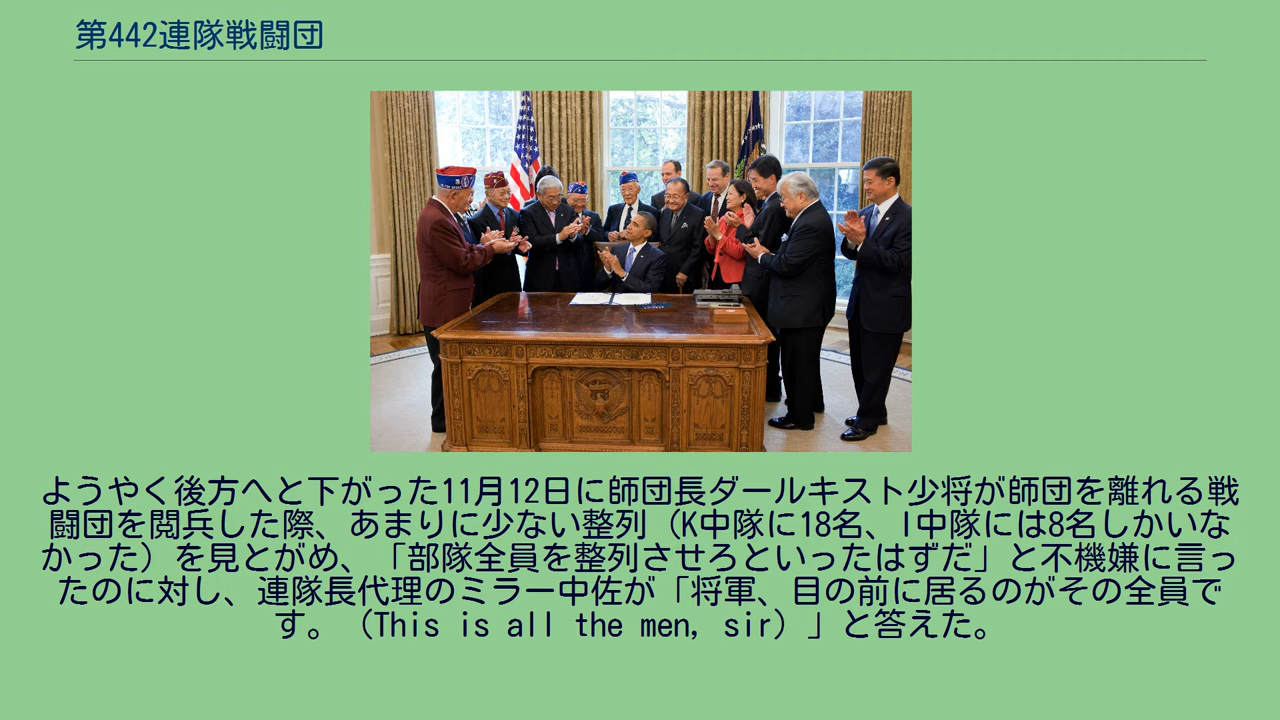 第442連隊戦闘団
ようやく後方へと下がった11月12日に師団長ダールキスト少将が師団を離れる戦
闘団を閲兵した際、あまりに少ない整列（K中隊に18名、I中隊には8名しかいな
かった）を見とがめ、「部隊全員を整列させろといったはずだ」と不機嫌に言っ
たのに対し、連隊長代理のミラー中佐が「将軍、目の前に居るのがその全員で
す。（This is all the men, sir）」と答えた。